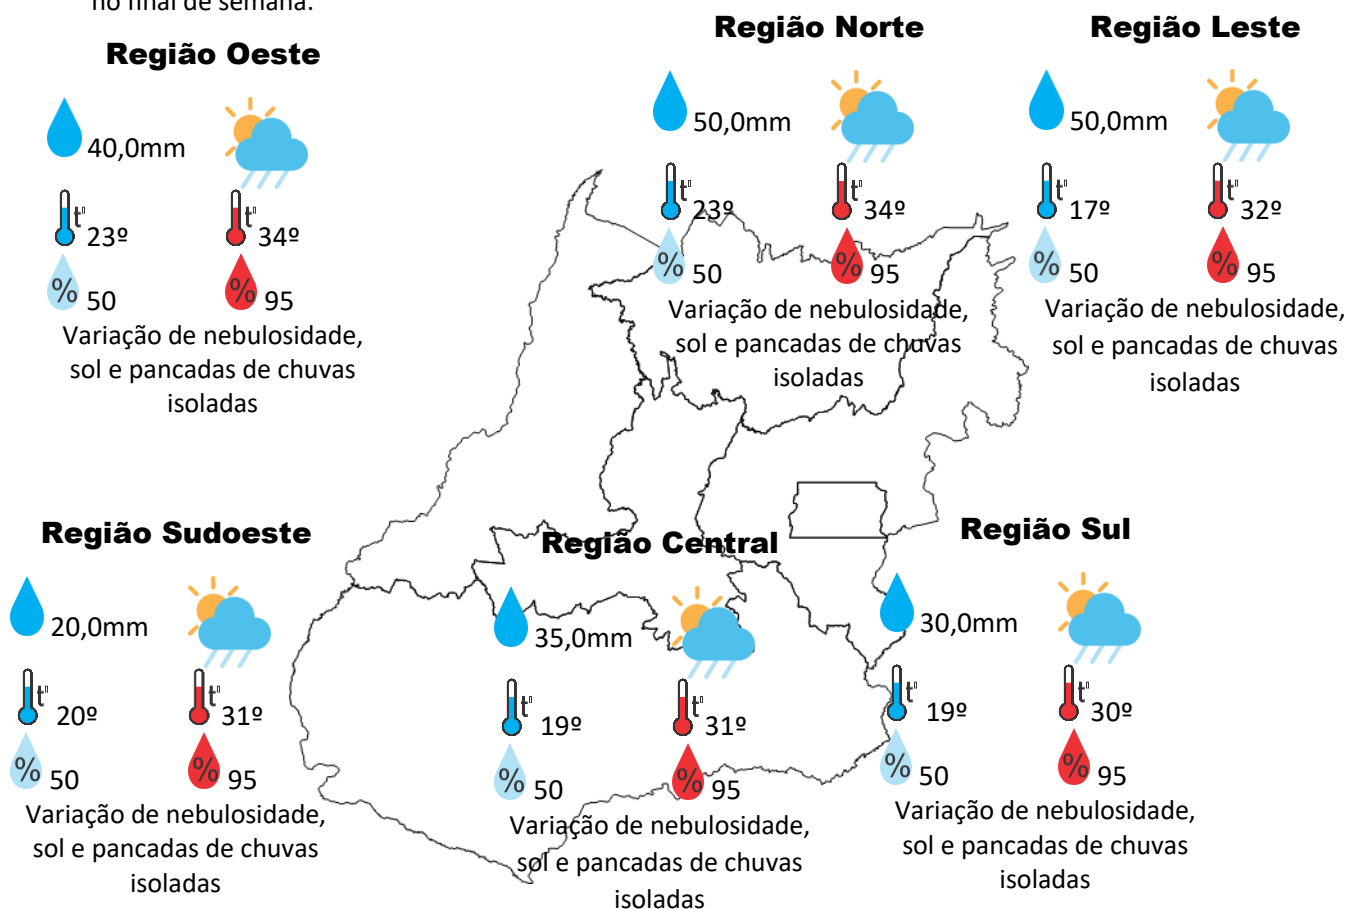 no final de semana.
Região Oeste
40,0mm
t°
23º
34º
%
50
%
95
Variação de nebulosidade,
sol e pancadas de chuvas
isoladas
Região Norte
50,0mm
t°
23º
t°
34º
%
50
%
95
Variação de nebulosidade,
sol e pancadas de chuvas
isoladas
Região Leste
50,0mm
t°
17º
t°
32º
%
50
%
95
Variação de nebulosidade,
sol e pancadas de chuvas
isoladas
Região Sudoeste
20,0mm
t°
20º
t°
31º
%
50
%
95
Variação de nebulosidade,
sol e pancadas de chuvas
isoladas
Região Central
35,0mm
t°
19º
t°
31º
%
50
%
95
Variação de nebulosidade,
sol e pancadas de chuvas
isoladas
Região Sul
30,0mm
t°
19º
t°
30º
%
50
%
95
Variação de nebulosidade,
sol e pancadas de chuvas
isoladas